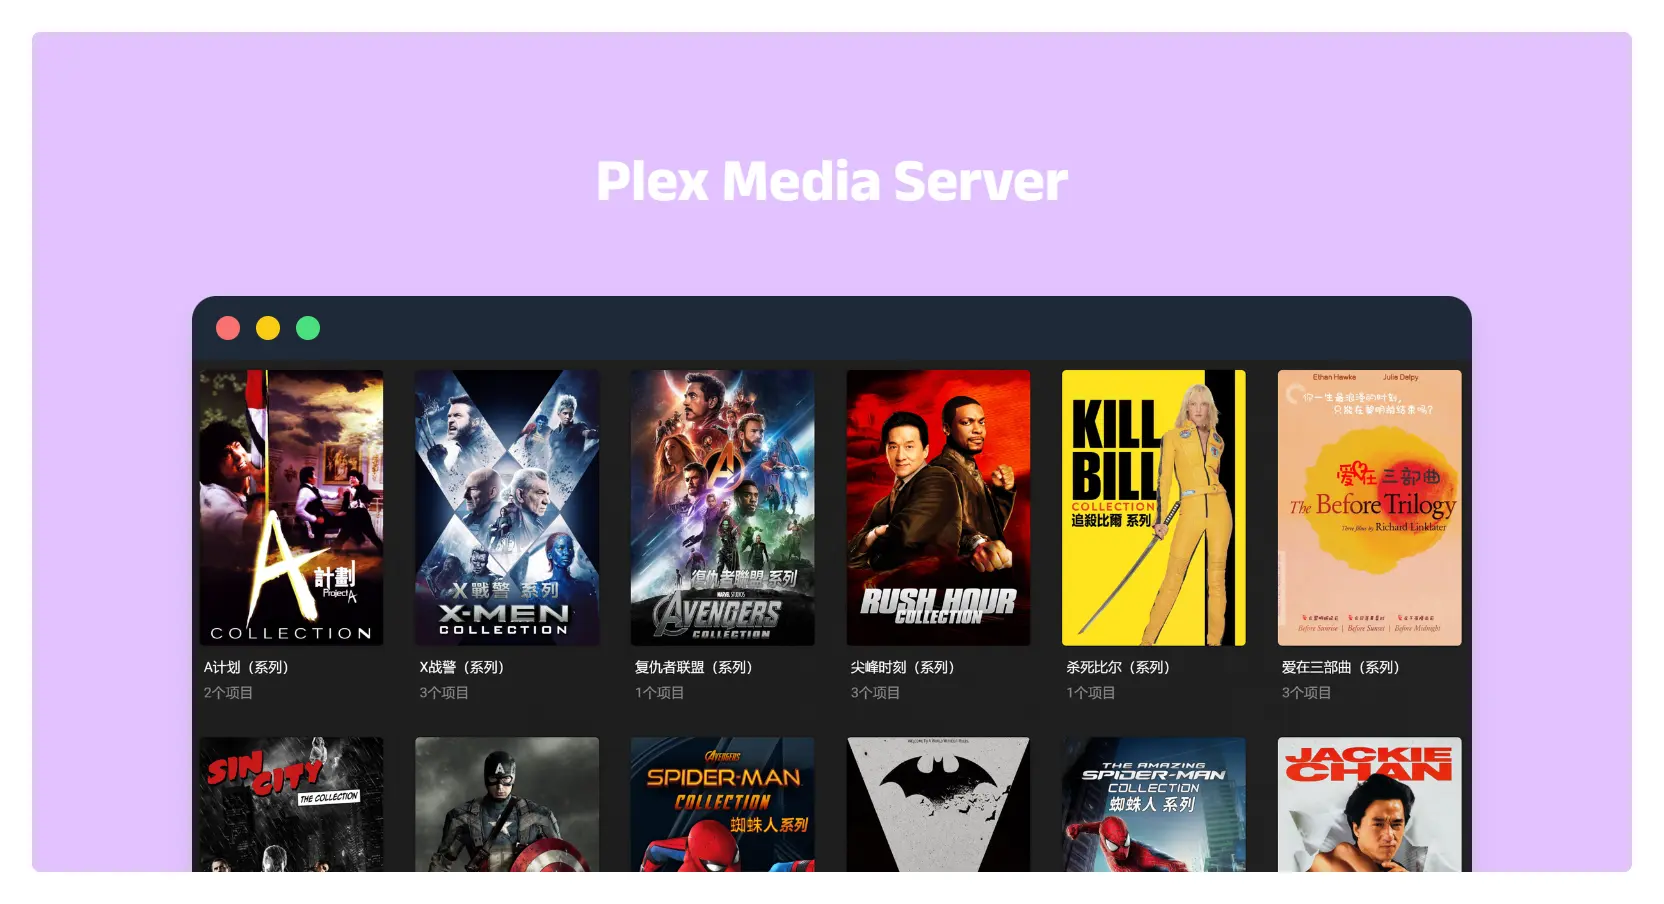 Plex Media Server
計劃
Project A
COLLECTION
X戰警 系列
X-MEN
COLLECTION
復仇者聯盟 系列
MARVEL STUDIOS
AVENGERS
COLLECTION
RUSH HOUR
COLLECTION
KILL
BILL
COLLECTION
追殺比爾 系列
Ethan Hawke Julie Delpy
你一生最浪漫的时刻,
只能在黎明前结束吗?
爱在三部曲
The Before Trilogy
Three films by Richard Linklater
Before Sunrise | Before Sunset | Before Midnight
A计划（系列）
2个项目
X战警（系列）
3个项目
复仇者联盟（系列）
1个项目
尖峰时刻（系列）
3个项目
杀死比尔（系列）
1个项目
爱在三部曲（系列）
3个项目
SIN
CITY
THE COLLECTION
A
AVENGERS
SPIDER-MAN
COLLECTION
蜘蛛人系列
THE AMAZING
SPIDER-MAN
COLLECTION
蜘蛛人 系列
JACKIE
CHAN